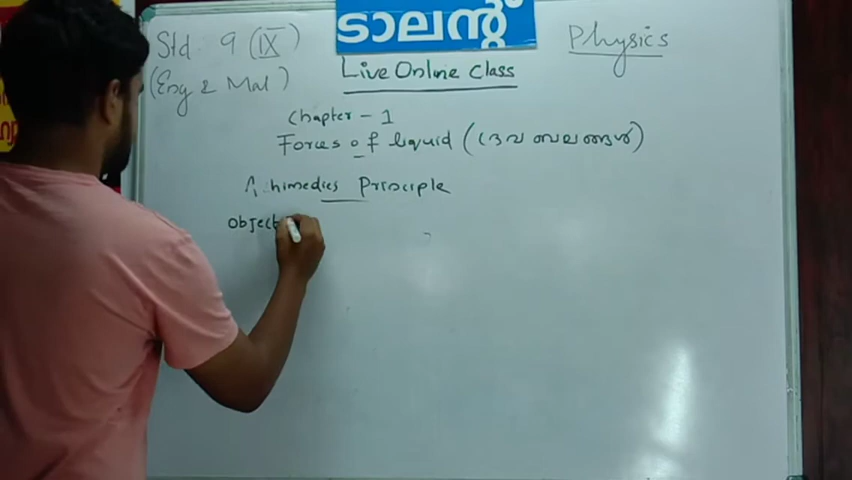 ടാലന്റ്
Std 9 (IX)
Physics
(Eng & Mal)
Live Online Class
Chapter - 1
Forces of liquid (ദ്രവ ബലങ്ങൾ)
Principle
object